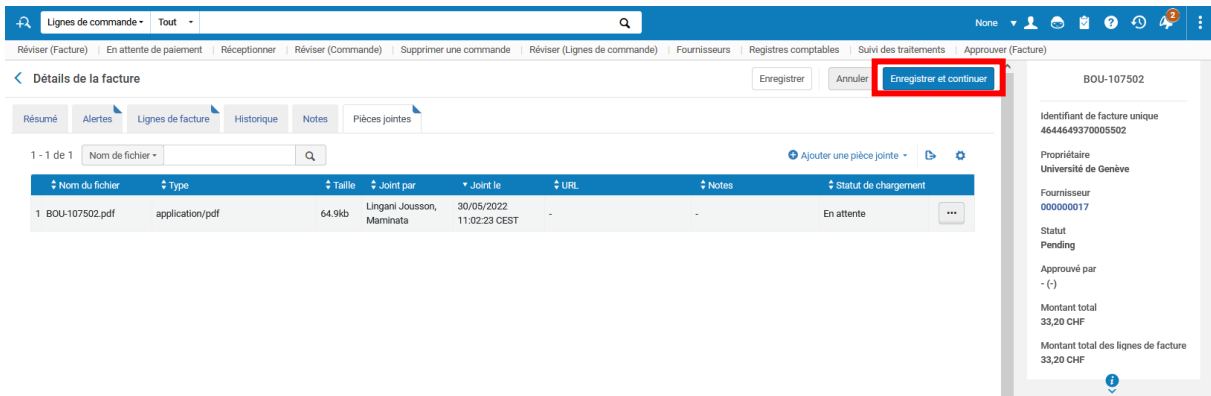 Lignes de commande Tout None 2
Réviser (Facture) | En attente de paiement | Réceptionner | Réviser (Commande) | Supprimer une commande | Réviser (Lignes de commande) | Fournisseurs | Registres comptables | Suivi des traitements | Approuver (Facture)
Détails de la facture Enregistrer Annuler Enregistrer et continuer
Résumé Alertes Lignes de facture Historique Notes Pièces jointes
1 - 1 de 1 Nom de fichier Ajouter une pièce jointe
Nom du fichier Type Taille Joint par Joint le URL Notes Statut de chargement
1 BOU-107502.pdf application/pdf 64.9kb Lingani Jousson, Maminata 30/05/2022 11:02:23 CEST - - En attente
BOU-107502
Identifiant de facture unique
4644649370005502
Propriétaire
Université de Genève
Fournisseur
000000017
Statut
Pending
Approuvé par
- (-)
Montant total
33,20 CHF
Montant total des lignes de facture
33,20 CHF